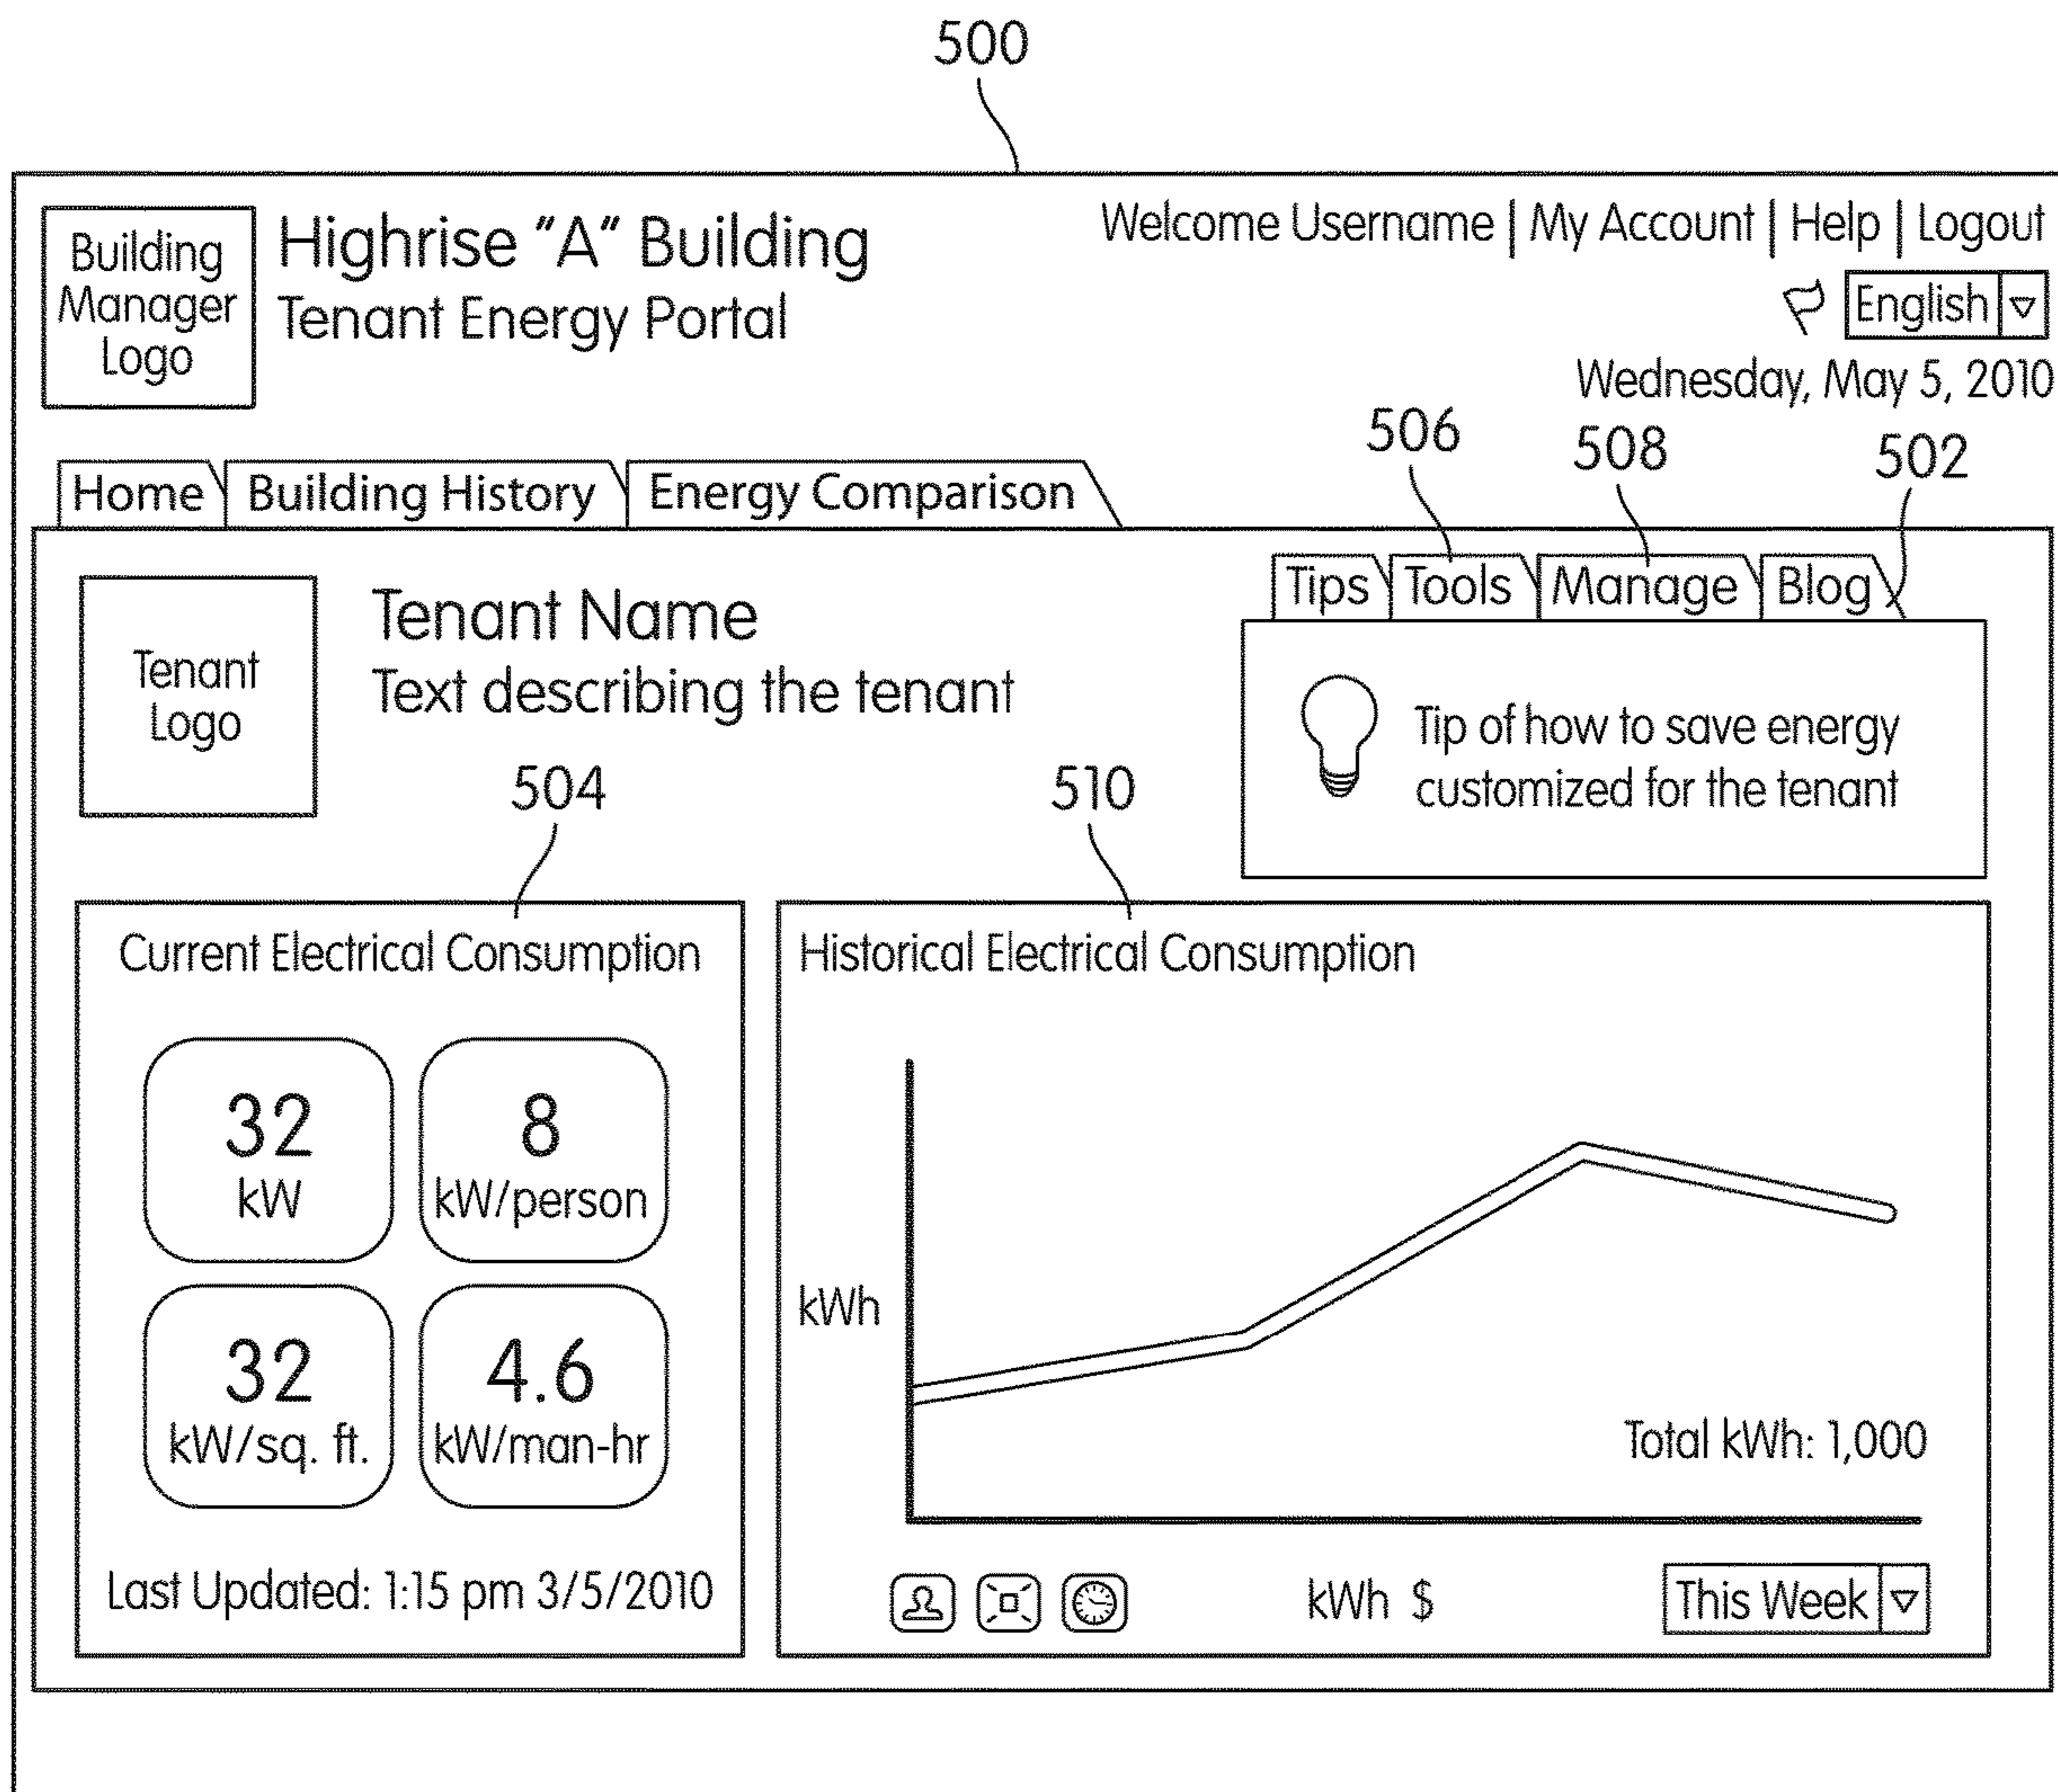 500
Building
Manager
Logo
Highrise "A" Building
Tenant Energy Portal
Welcome Username | My Account | Help | Logout
English
Wednesday, May 5, 2010
506
508
502
Home
Building History
Energy Comparison
Tips
Tools
Manage
Blog
Tenant
Logo
Tenant Name
Text describing the tenant
Tip of how to save energy
customized for the tenant
504
510
Current Electrical Consumption
32
kW
8
kW/person
32
kW/sq. ft.
4.6
kW/man-hr
Last Updated: 1:15 pm 3/5/2010
Historical Electrical Consumption
kWh
Total kWh: 1,000
kWh $
This Week